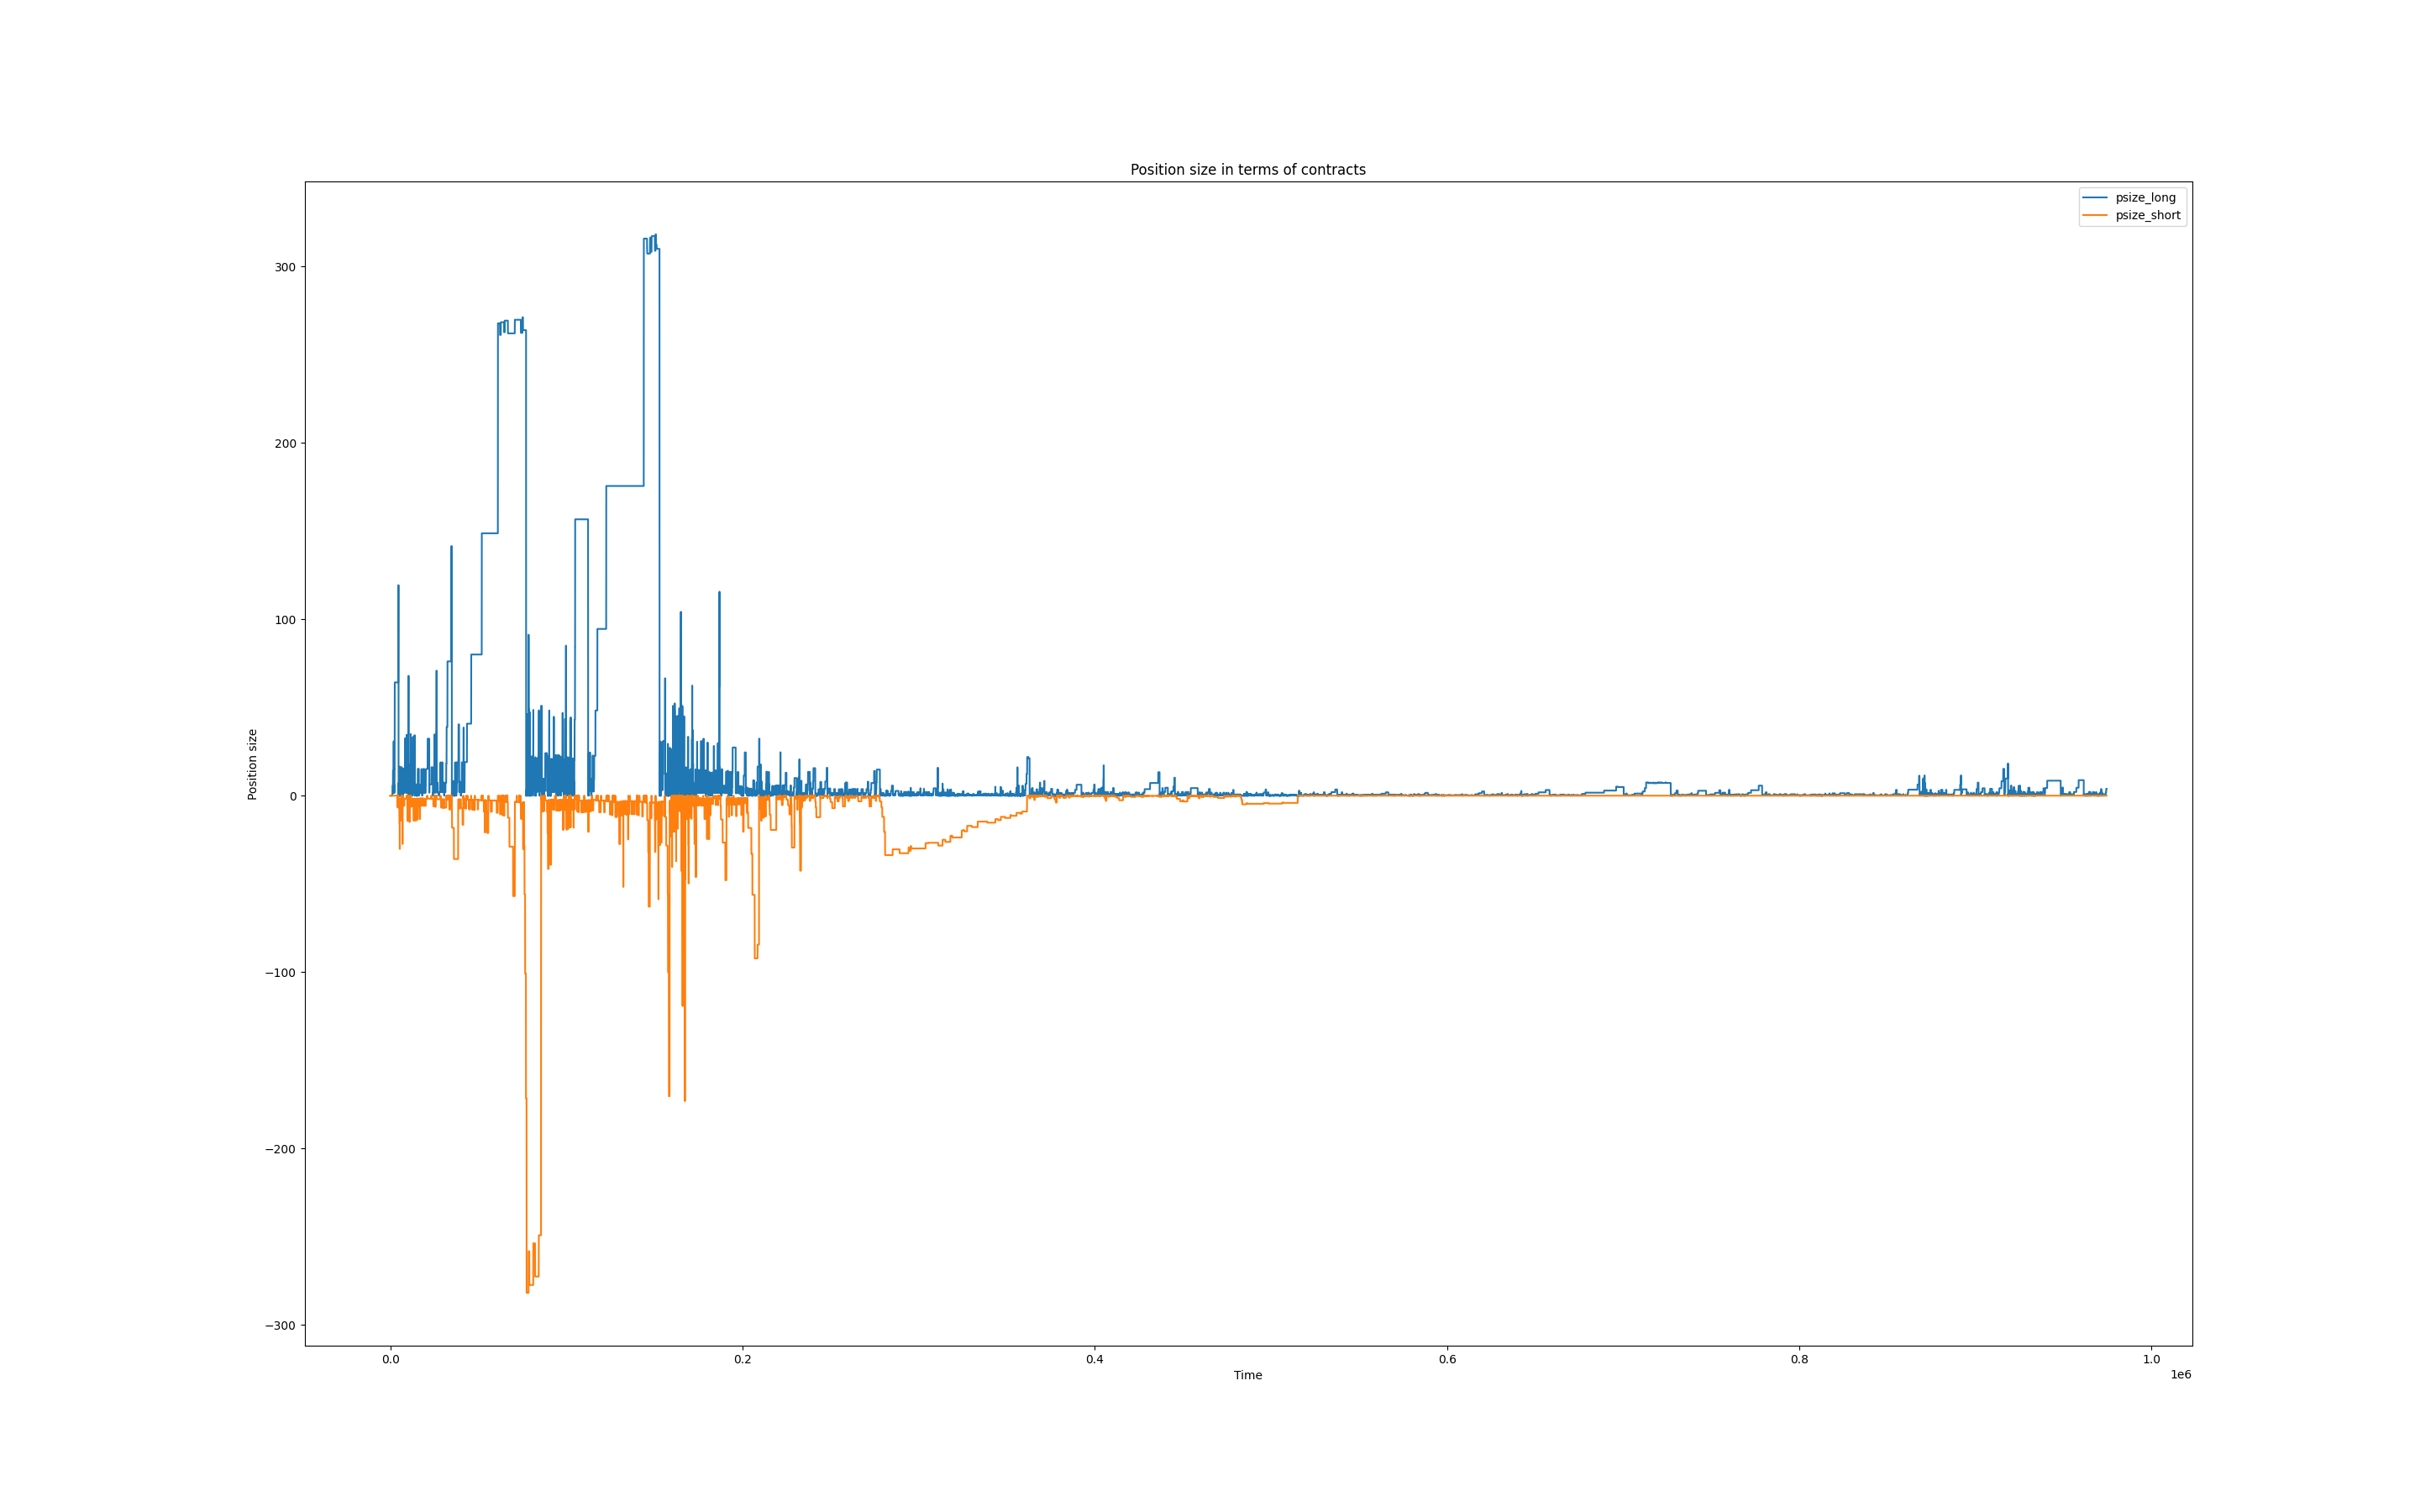 Position size in terms of contracts
psize_long
psize_short
Position size
300
200
100
0
−100
−200
−300
0.0
0.2
0.4
0.6
0.8
1.0
Time
1e6